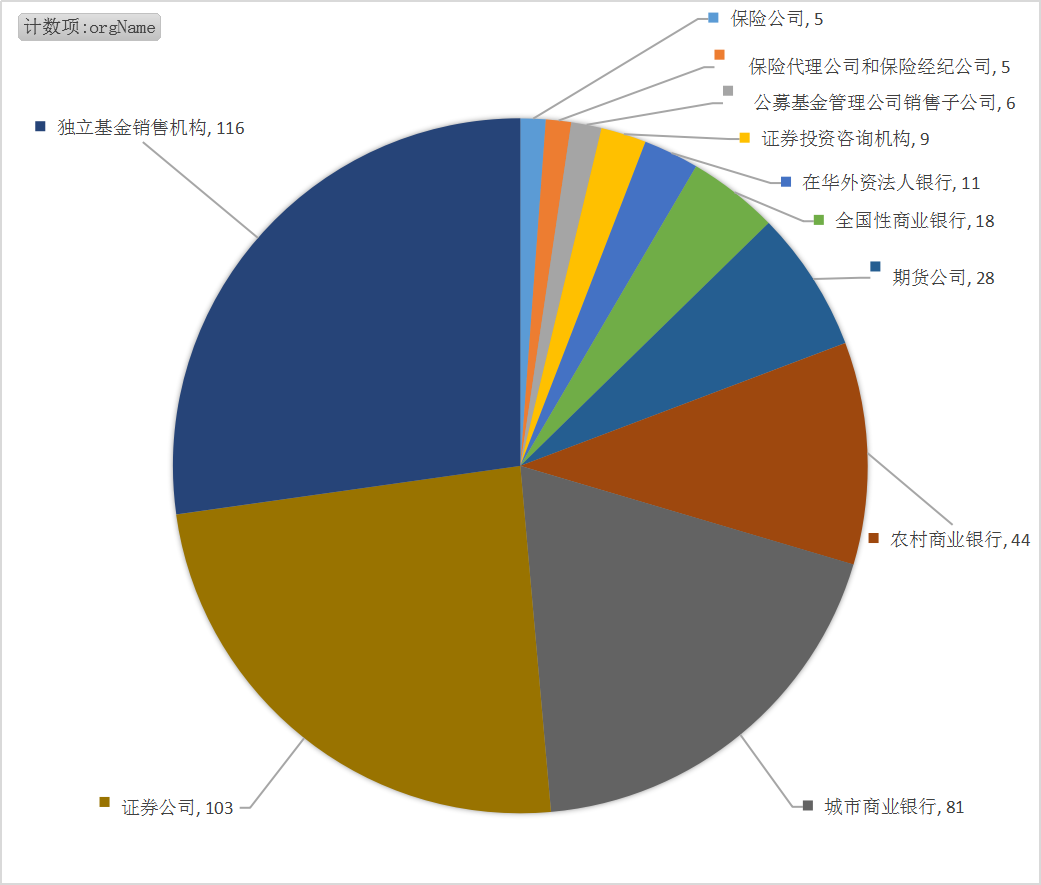 计数项:orgName
保险公司, 5
保险代理公司和保险经纪公司, 5
公募基金管理公司销售子公司, 6
独立基金销售机构, 116
证券投资咨询机构, 9
在华外资法人银行, 11
全国性商业银行, 18
期货公司, 28
农村商业银行, 44
证券公司, 103
城市商业银行, 81